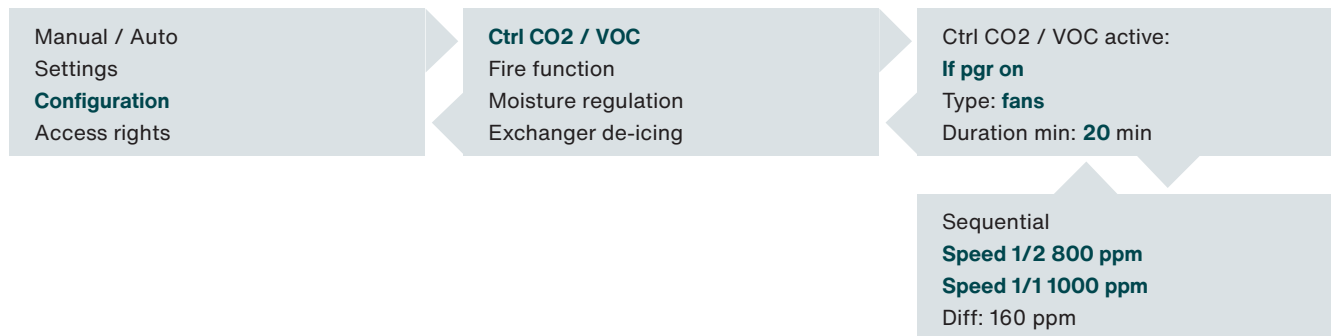 Manual / Auto
Settings
Configuration
Access rights
Ctrl CO2 / VOC
Fire function
Moisture regulation
Exchanger de-icing
Ctrl CO2 / VOC active:
If pgr on
Type: fans
Duration min: 20 min
Sequential
Speed 1/2 800 ppm
Speed 1/1 1000 ppm
Diff: 160 ppm